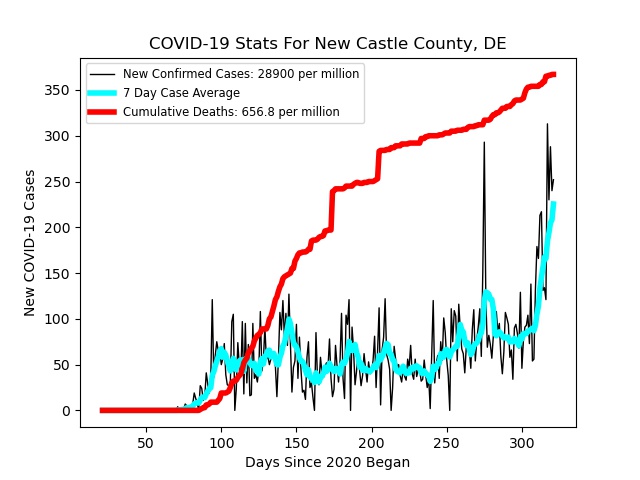 COVID-19 Stats For New Castle County, DE
New Confirmed Cases: 28900 per million
7 Day Case Average
Cumulative Deaths: 656.8 per million
New COVID-19 Cases
350
300
250
200
150
100
50
0
50 100 150 200 250 300
Days Since 2020 Began